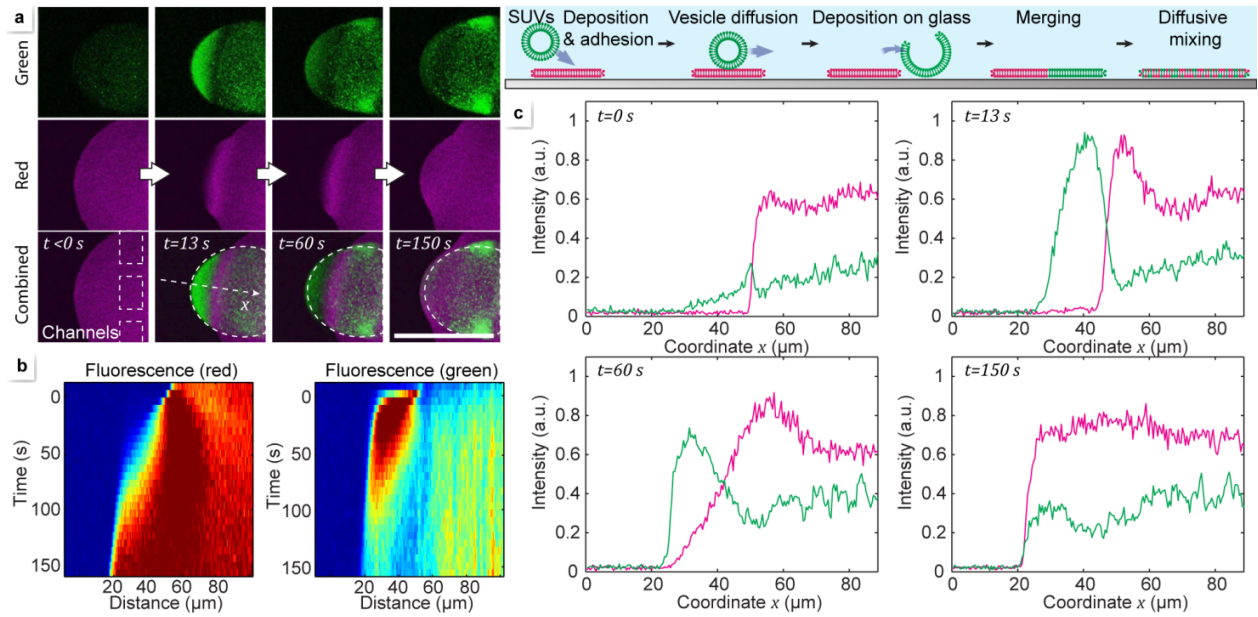 a
Green
Red
Combined
t <0 s
t=13 s
t=60 s
t=150 s
x
Channels
SUVs
Deposition
& adhesion
Vesicle diffusion
Deposition on glass
Merging
Diffusive
mixing
b
Fluorescence (red)
Fluorescence (green)
Time (s)
0
50
100
150
20 40 60 80
Distance (µm)
Time (s)
0
50
100
150
20 40 60 80
Distance (µm)
c
t=0 s
Intensity (a.u.)
1
0.8
0.6
0.4
0.2
0
0 20 40 60 80
Coordinate x (µm)
t=13 s
Intensity (a.u.)
1
0.8
0.6
0.4
0.2
0
0 20 40 60 80
Coordinate x (µm)
t=60 s
Intensity (a.u.)
1
0.8
0.6
0.4
0.2
0
0 20 40 60 80
Coordinate x (µm)
t=150 s
Intensity (a.u.)
1
0.8
0.6
0.4
0.2
0
0 20 40 60 80
Coordinate x (µm)